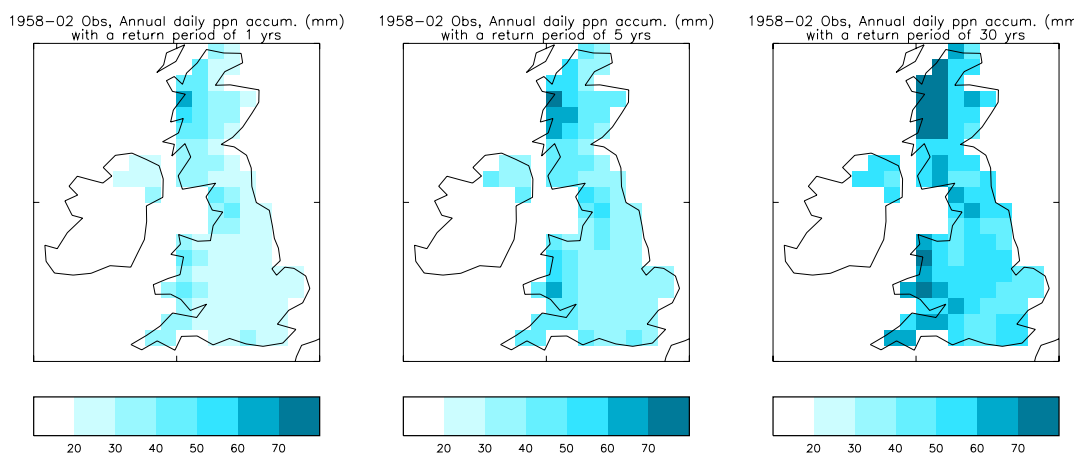 1958-02 Obs, Annual daily ppn accum. (mm)
with a return period of 1 yrs
1958-02 Obs, Annual daily ppn accum. (mm)
with a return period of 5 yrs
1958-02 Obs, Annual daily ppn accum. (mm
with a return period of 30 yrs
20 30 40 50 60 70
20 30 40 50 60 70
20 30 40 50 60 70